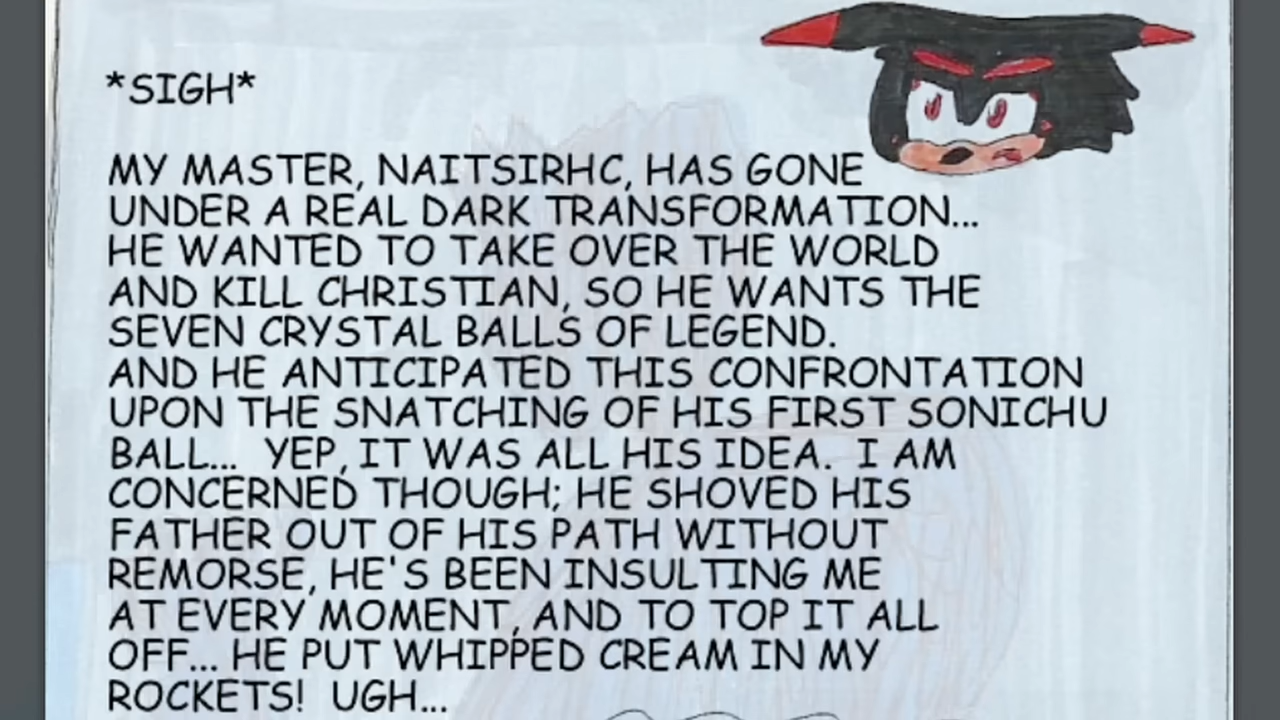 *SIGH*
MY MASTER, NAITSIRHC, HAS GONE
UNDER A REAL DARK TRANSFORMATION...
HE WANTED TO TAKE OVER THE WORLD
AND KILL CHRISTIAN, SO HE WANTS THE
SEVEN CRYSTAL BALLS OF LEGEND.
AND HE ANTICIPATED THIS CONFRONTATION
UPON THE SNATCHING OF HIS FIRST SONICHU
BALL...  YEP, IT WAS ALL HIS IDEA.  I AM
CONCERNED THOUGH; HE SHOVED HIS
FATHER OUT OF HIS PATH WITHOUT
REMORSE, HE'S BEEN INSULTING ME
AT EVERY MOMENT, AND TO TOP IT ALL
OFF... HE PUT WHIPPED CREAM IN MY
ROCKETS!  UGH...